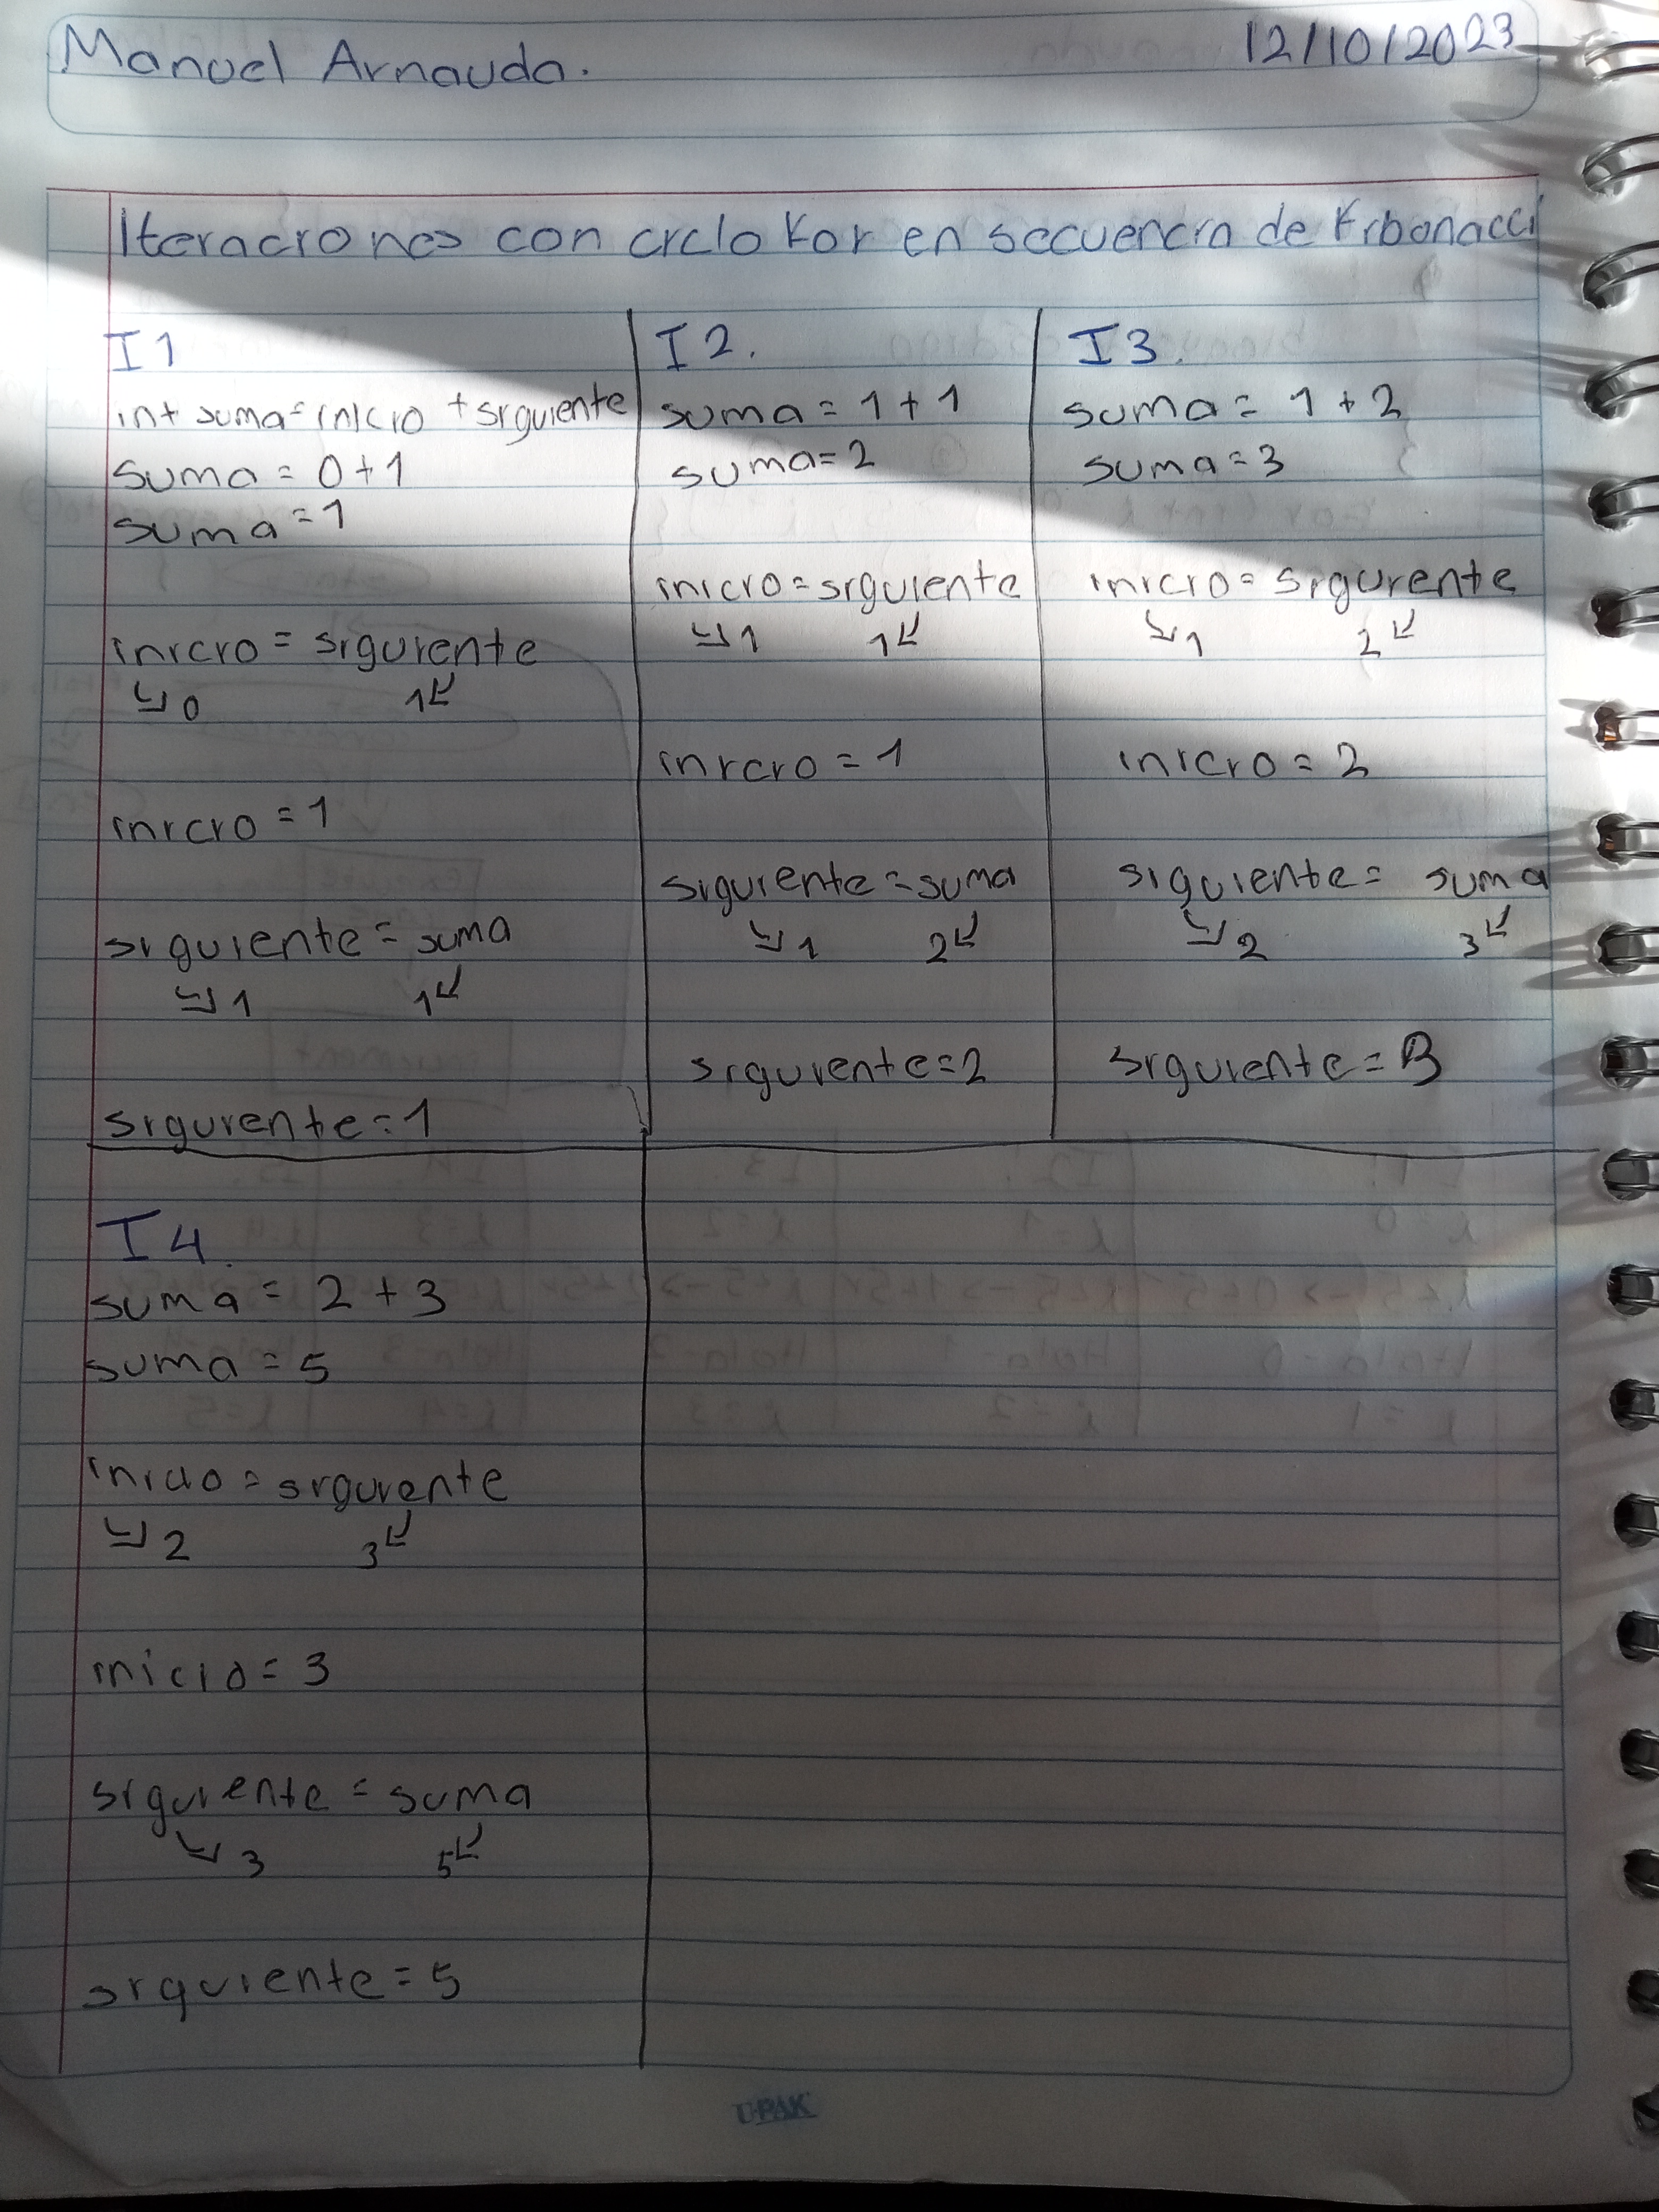 Manuel Arnauda.
12/10/2023
Iteraciones con ciclo For en secuencia de Fibonacci
I1
int suma=inicio + siguiente
suma = 0+1
suma = 1
inicio = siguiente
0 1
inicio = 1
siguiente = suma
1 1
siguiente = 1
I2.
suma = 1+1
suma=2
inicio = siguiente
1 1
inicio = 1
siguiente = suma
1 2
siguiente=2
I3.
suma = 1+2
suma = 3
inicio = siguiente
1 2
inicio = 2
siguiente = suma
2 3
siguiente = 3
I4.
suma = 2 + 3
suma = 5
inicio = siguiente
2 3
inicio = 3
siguiente = suma
3 5
siguiente = 5
UPAK